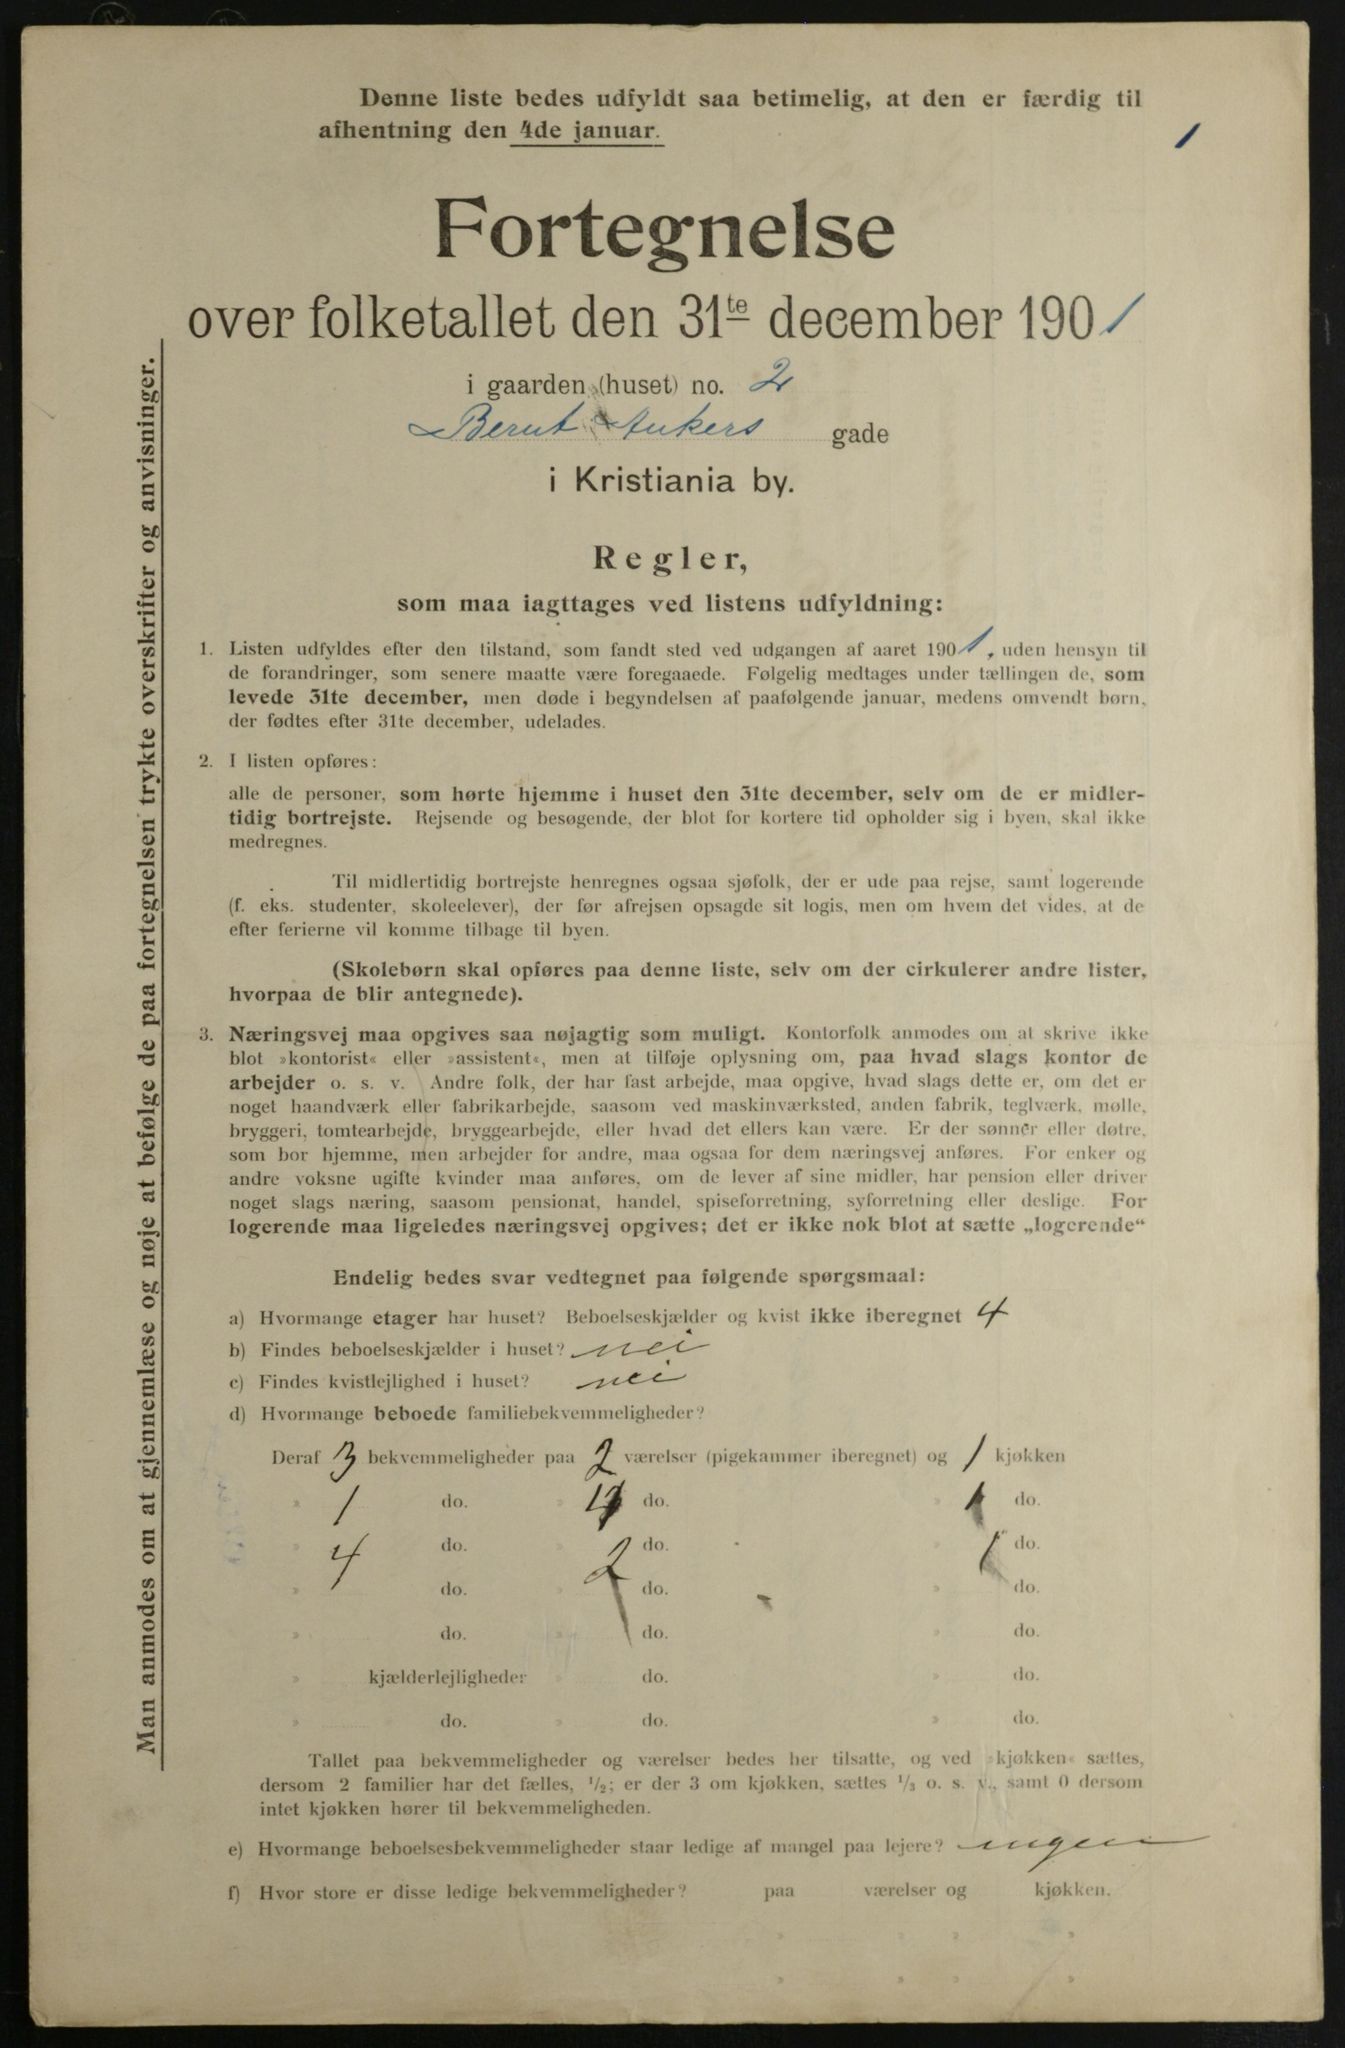 Denne liste bedes udfyldt saa betimelig, at den er færdig til
afhentning den 4de januar.
1
Fortegnelse
over folketallet den 31te december 1901
i gaarden (huset) no. 2
Bernt Ankers gade
i Kristiania by.
Regler,
som maa iagttages ved listens udfyldning:
1. Listen udfyldes efter den tilstand, som fandt sted ved udgangen af aaret 1901, uden hensyn til
de forandringer, som senere maatte være foregaaede. Følgelig medtages under tællingen de, som
levede 31te december, men døde i begyndelsen af paafølgende januar, medens omvendt børn,
der fødtes efter 31te december, udelades.
2. I listen opføres:
alle de personer, som hørte hjemme i huset den 31te december, selv om de er midler-
tidig bortrejste. Rejsende og besøgende, der blot for kortere tid opholder sig i byen, skal ikke
medregnes.
Til midlertidig bortrejste henregnes ogsaa sjøfolk, der er ude paa rejse, samt logerende
(f. eks. studenter, skoleelever), der før afrejsen opsagde sit logis, men om hvem det vides, at de
efter ferierne vil komme tilbage til byen.
(Skolebørn skal opføres paa denne liste, selv om der cirkulerer andre lister,
hvorpaa de blir antegnede).
3. Næringsvej maa opgives saa nøjagtig som muligt. Kontorfolk anmodes om at skrive ikke
blot »kontorist« eller »assistent«, men at tilføje oplysning om, paa hvad slags kontor de
arbejder o. s. v. Andre folk, der har fast arbejde, maa opgive, hvad slags dette er, om det er
noget haandværk eller fabrikarbejde, saasom ved maskinværksted, anden fabrik, teglværk, mølle,
bryggeri, tomtearbejde, bryggearbejde, eller hvad det ellers kan være. Er der sønner eller døtre,
som bor hjemme, men arbejder for andre, maa ogsaa for dem næringsvej anføres. For enker og
andre voksne ugifte kvinder maa anføres, om de lever af sine midler, har pension eller driver
noget slags næring, saasom pensionat, handel, spiseforretning, syforretning eller deslige. For
logerende maa ligeledes næringsvej opgives; det er ikke nok blot at sætte „logerende“
Endelig bedes svar vedtegnet paa følgende spørgsmaal:
a) Hvormange etager har huset? Beboelseskjælder og kvist ikke iberegnet 4
b) Findes beboelseskjælder i huset? nei
c) Findes kvistlejlighed i huset? nei
d) Hvormange beboede familiebekvemmeligheder?
Deraf 3 bekvemmeligheder paa 2 værelser (pigekammer iberegnet) og 1 kjøkken
» 1 do. » do. » 1 do.
» 4 do. » 2 do. » 1 do.
» do. » do. » do.
» do. » do. » do.
» kjælderlejligheder » do. » do.
» do. » do. » do.
Tallet paa bekvemmeligheder og værelser bedes her tilsatte, og ved »kjøkken« sættes,
dersom 2 familier har det fælles, 1/2; er der 3 om kjøkken, sættes 1/3 o. s. v., samt 0 dersom
intet kjøkken hører til bekvemmeligheden.
e) Hvormange beboelsesbekvemmeligheder staar ledige af mangel paa lejere? ingen
f) Hvor store er disse ledige bekvemmeligheder? paa værelser og kjøkken.
» » »
» » »
Man anmodes om at gjennemlæse og nøje at befølge de paa fortegnelsen trykte overskrifter og anvisninger.